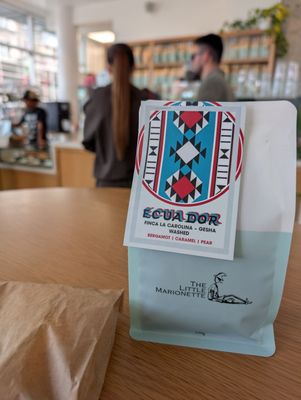 ECUADOR
FINCA LA CAROLINA - GESHA
WASHED
BERGAMOT | CARAMEL | PEAR
THE
LITTLE
MARIONETTE